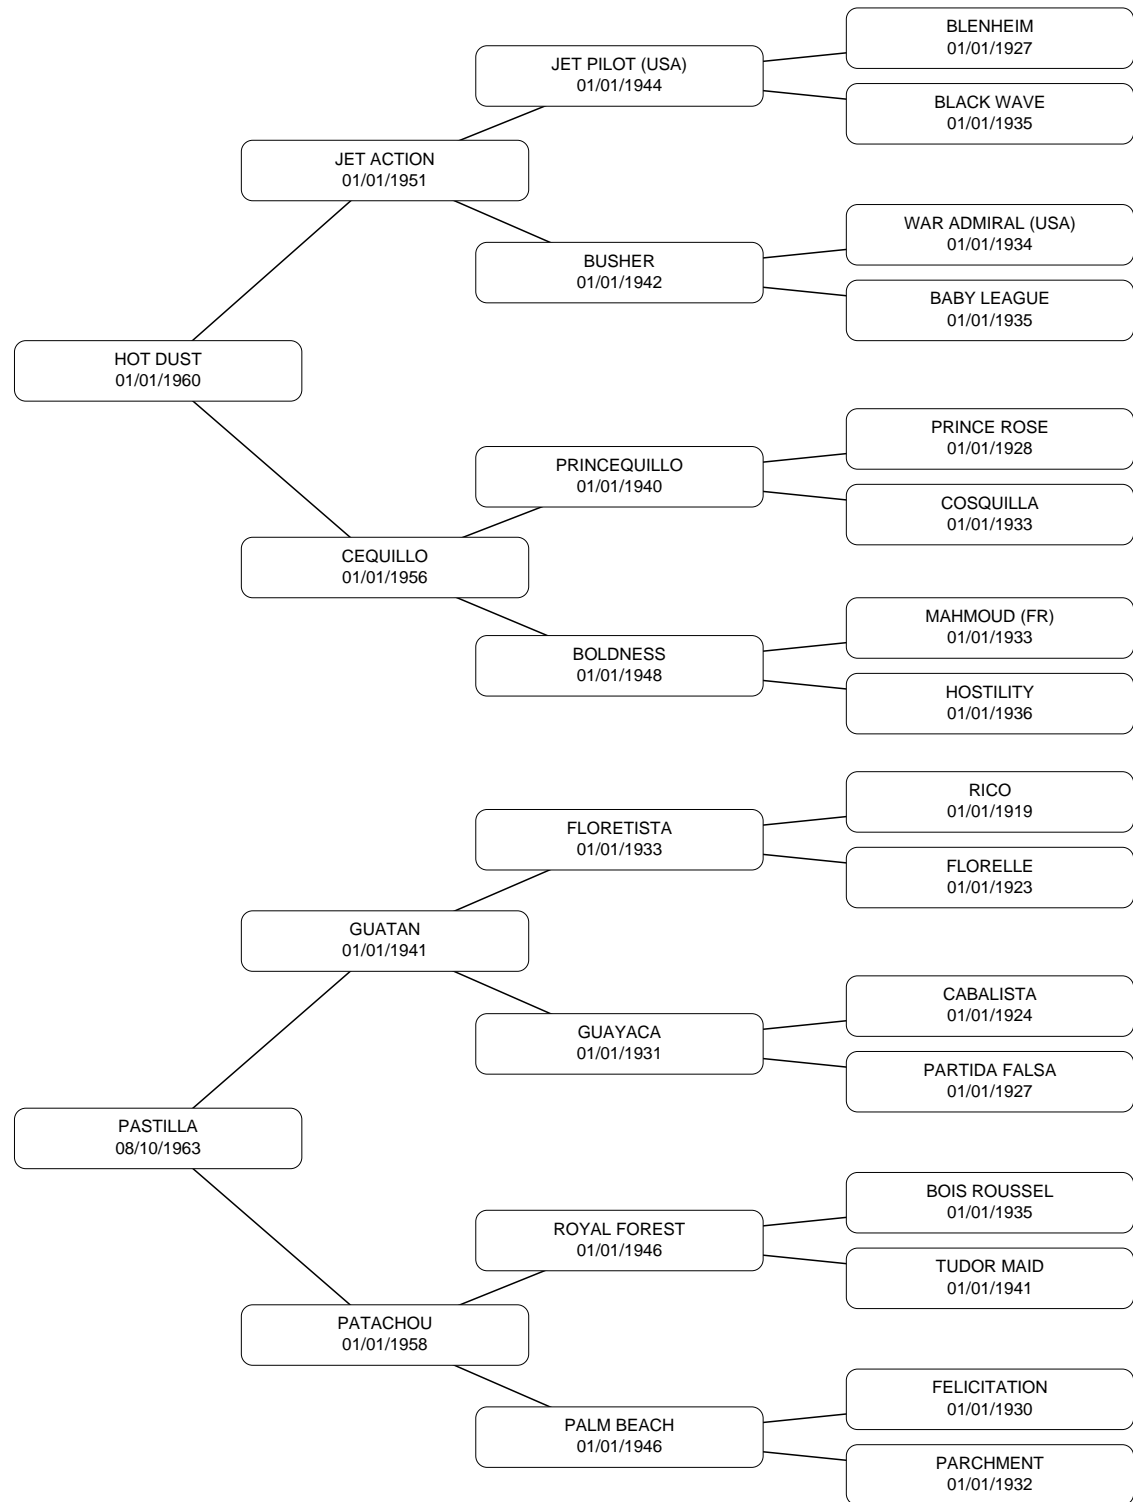 BLENHEIM
01/01/1927
JET PILOT (USA)
01/01/1944
BLACK WAVE
01/01/1935
JET ACTION
01/01/1951
WAR ADMIRAL (USA)
01/01/1934
BUSHER
01/01/1942
BABY LEAGUE
01/01/1935
HOT DUST
01/01/1960
PRINCE ROSE
01/01/1928
PRINCEQUILLO
01/01/1940
COSQUILLA
01/01/1933
CEQUILLO
01/01/1956
MAHMOUD (FR)
01/01/1933
BOLDNESS
01/01/1948
HOSTILITY
01/01/1936
RICO
01/01/1919
FLORETISTA
01/01/1933
FLORELLE
01/01/1923
GUATAN
01/01/1941
CABALISTA
01/01/1924
GUAYACA
01/01/1931
PARTIDA FALSA
01/01/1927
PASTILLA
08/10/1963
BOIS ROUSSEL
01/01/1935
ROYAL FOREST
01/01/1946
TUDOR MAID
01/01/1941
PATACHOU
01/01/1958
FELICITATION
01/01/1930
PALM BEACH
01/01/1946
PARCHMENT
01/01/1932